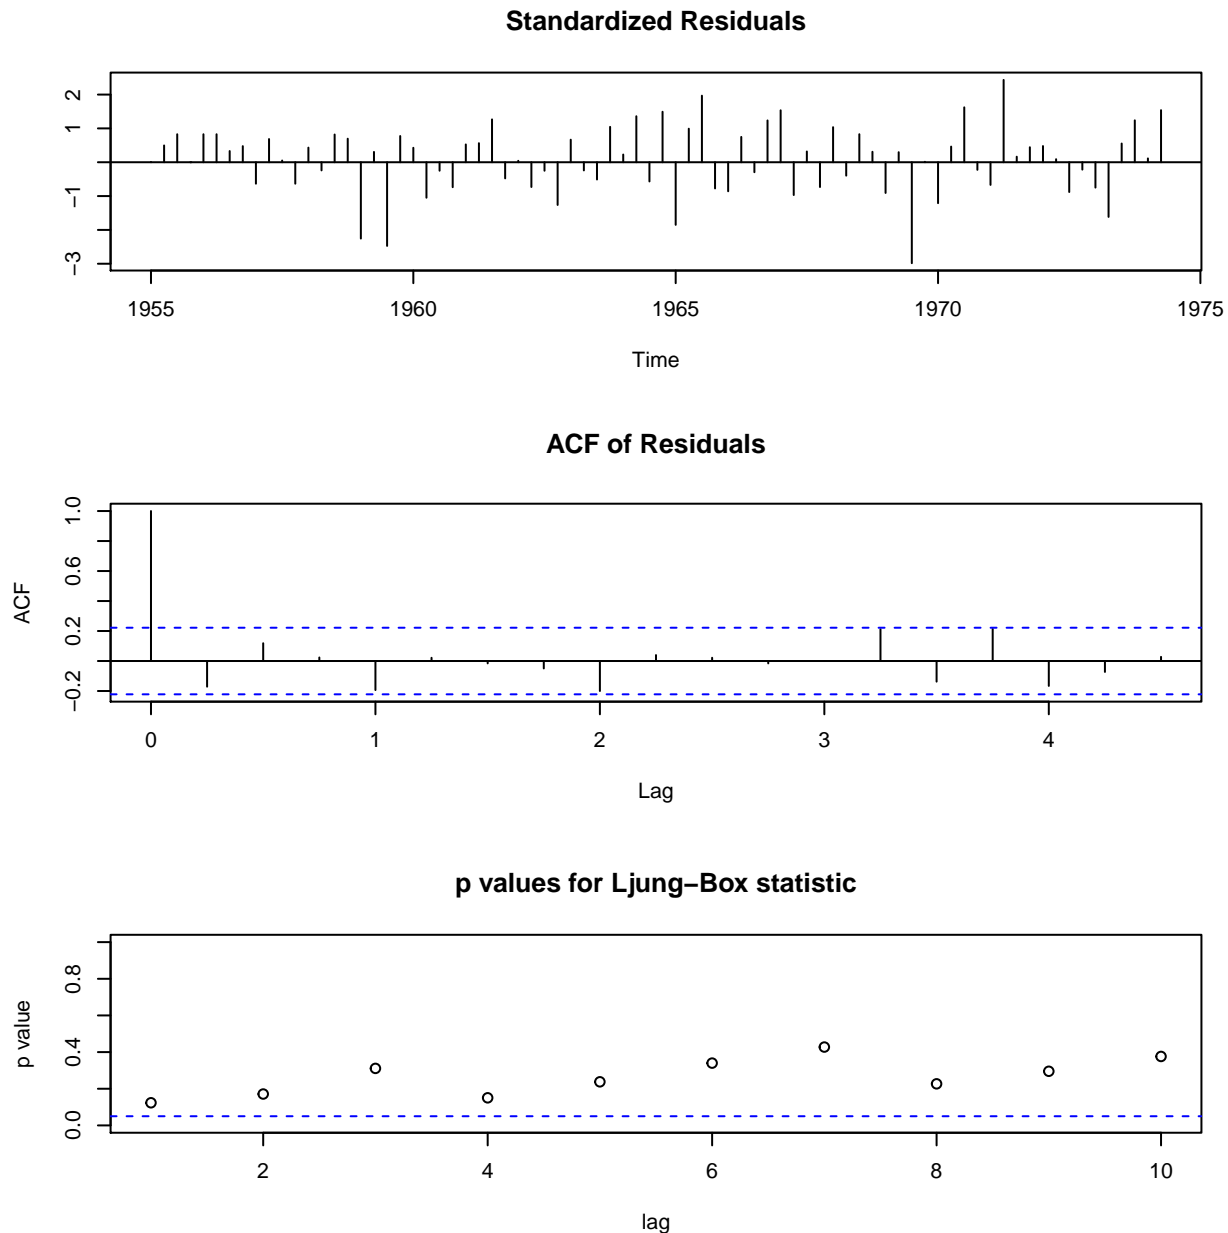 Standardized Residuals
2
1
−1
−3
1955 1960 1965 1970 1975
Time
ACF of Residuals
ACF
1.0
0.6
0.2
−0.2
0 1 2 3 4
Lag
p values for Ljung−Box statistic
p value
0.8
0.4
0.0
2 4 6 8 10
lag